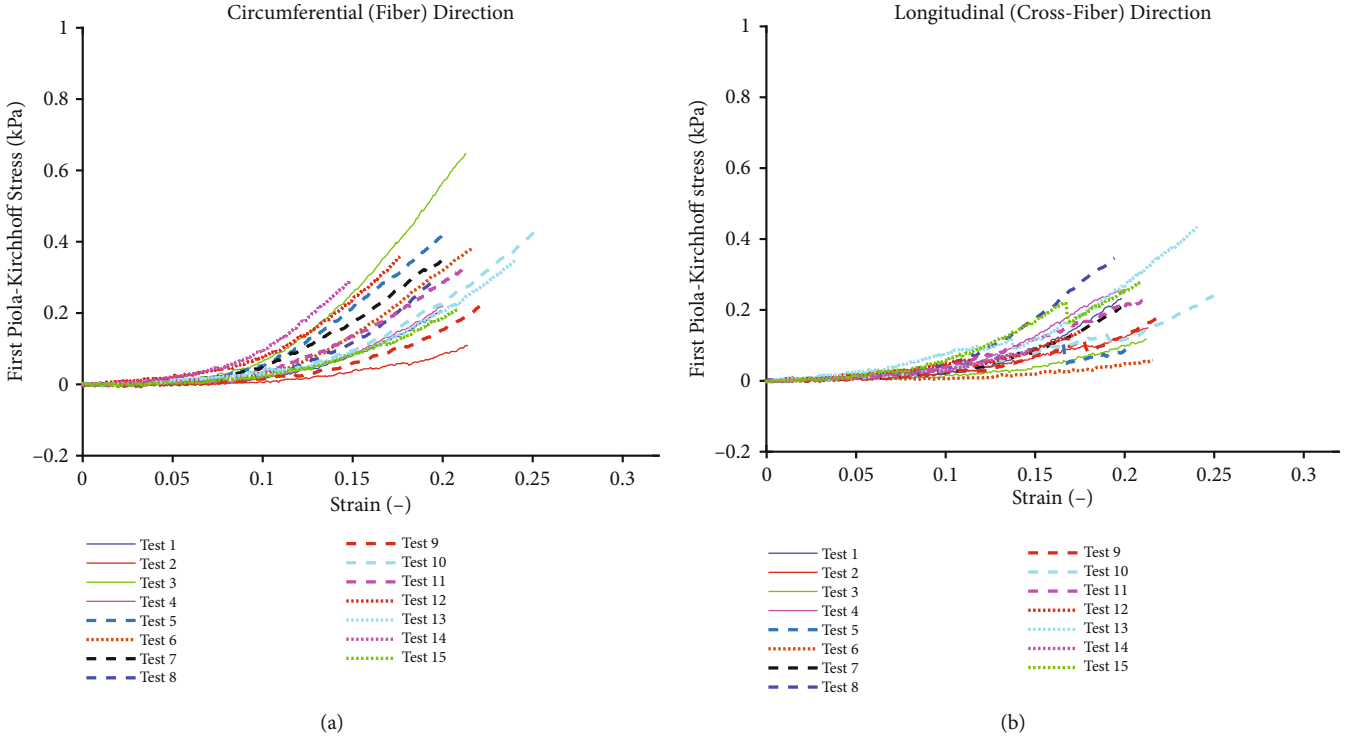 Circumferential (Fiber) Direction
First Piola-Kirchhoff Stress (kPa)
1
0.8
0.6
0.4
0.2
0
–0.2
0
0.05
0.1
0.15
0.2
0.25
0.3
Strain (–)
Test 1
Test 2
Test 3
Test 4
Test 5
Test 6
Test 7
Test 8
Test 9
Test 10
Test 11
Test 12
Test 13
Test 14
Test 15
(a)
Longitudinal (Cross-Fiber) Direction
First Piola-Kirchhoff stress (kPa)
1
0.8
0.6
0.4
0.2
0
–0.2
0
0.05
0.1
0.15
0.2
0.25
0.3
Strain (–)
Test 1
Test 2
Test 3
Test 4
Test 5
Test 6
Test 7
Test 8
Test 9
Test 10
Test 11
Test 12
Test 13
Test 14
Test 15
(b)